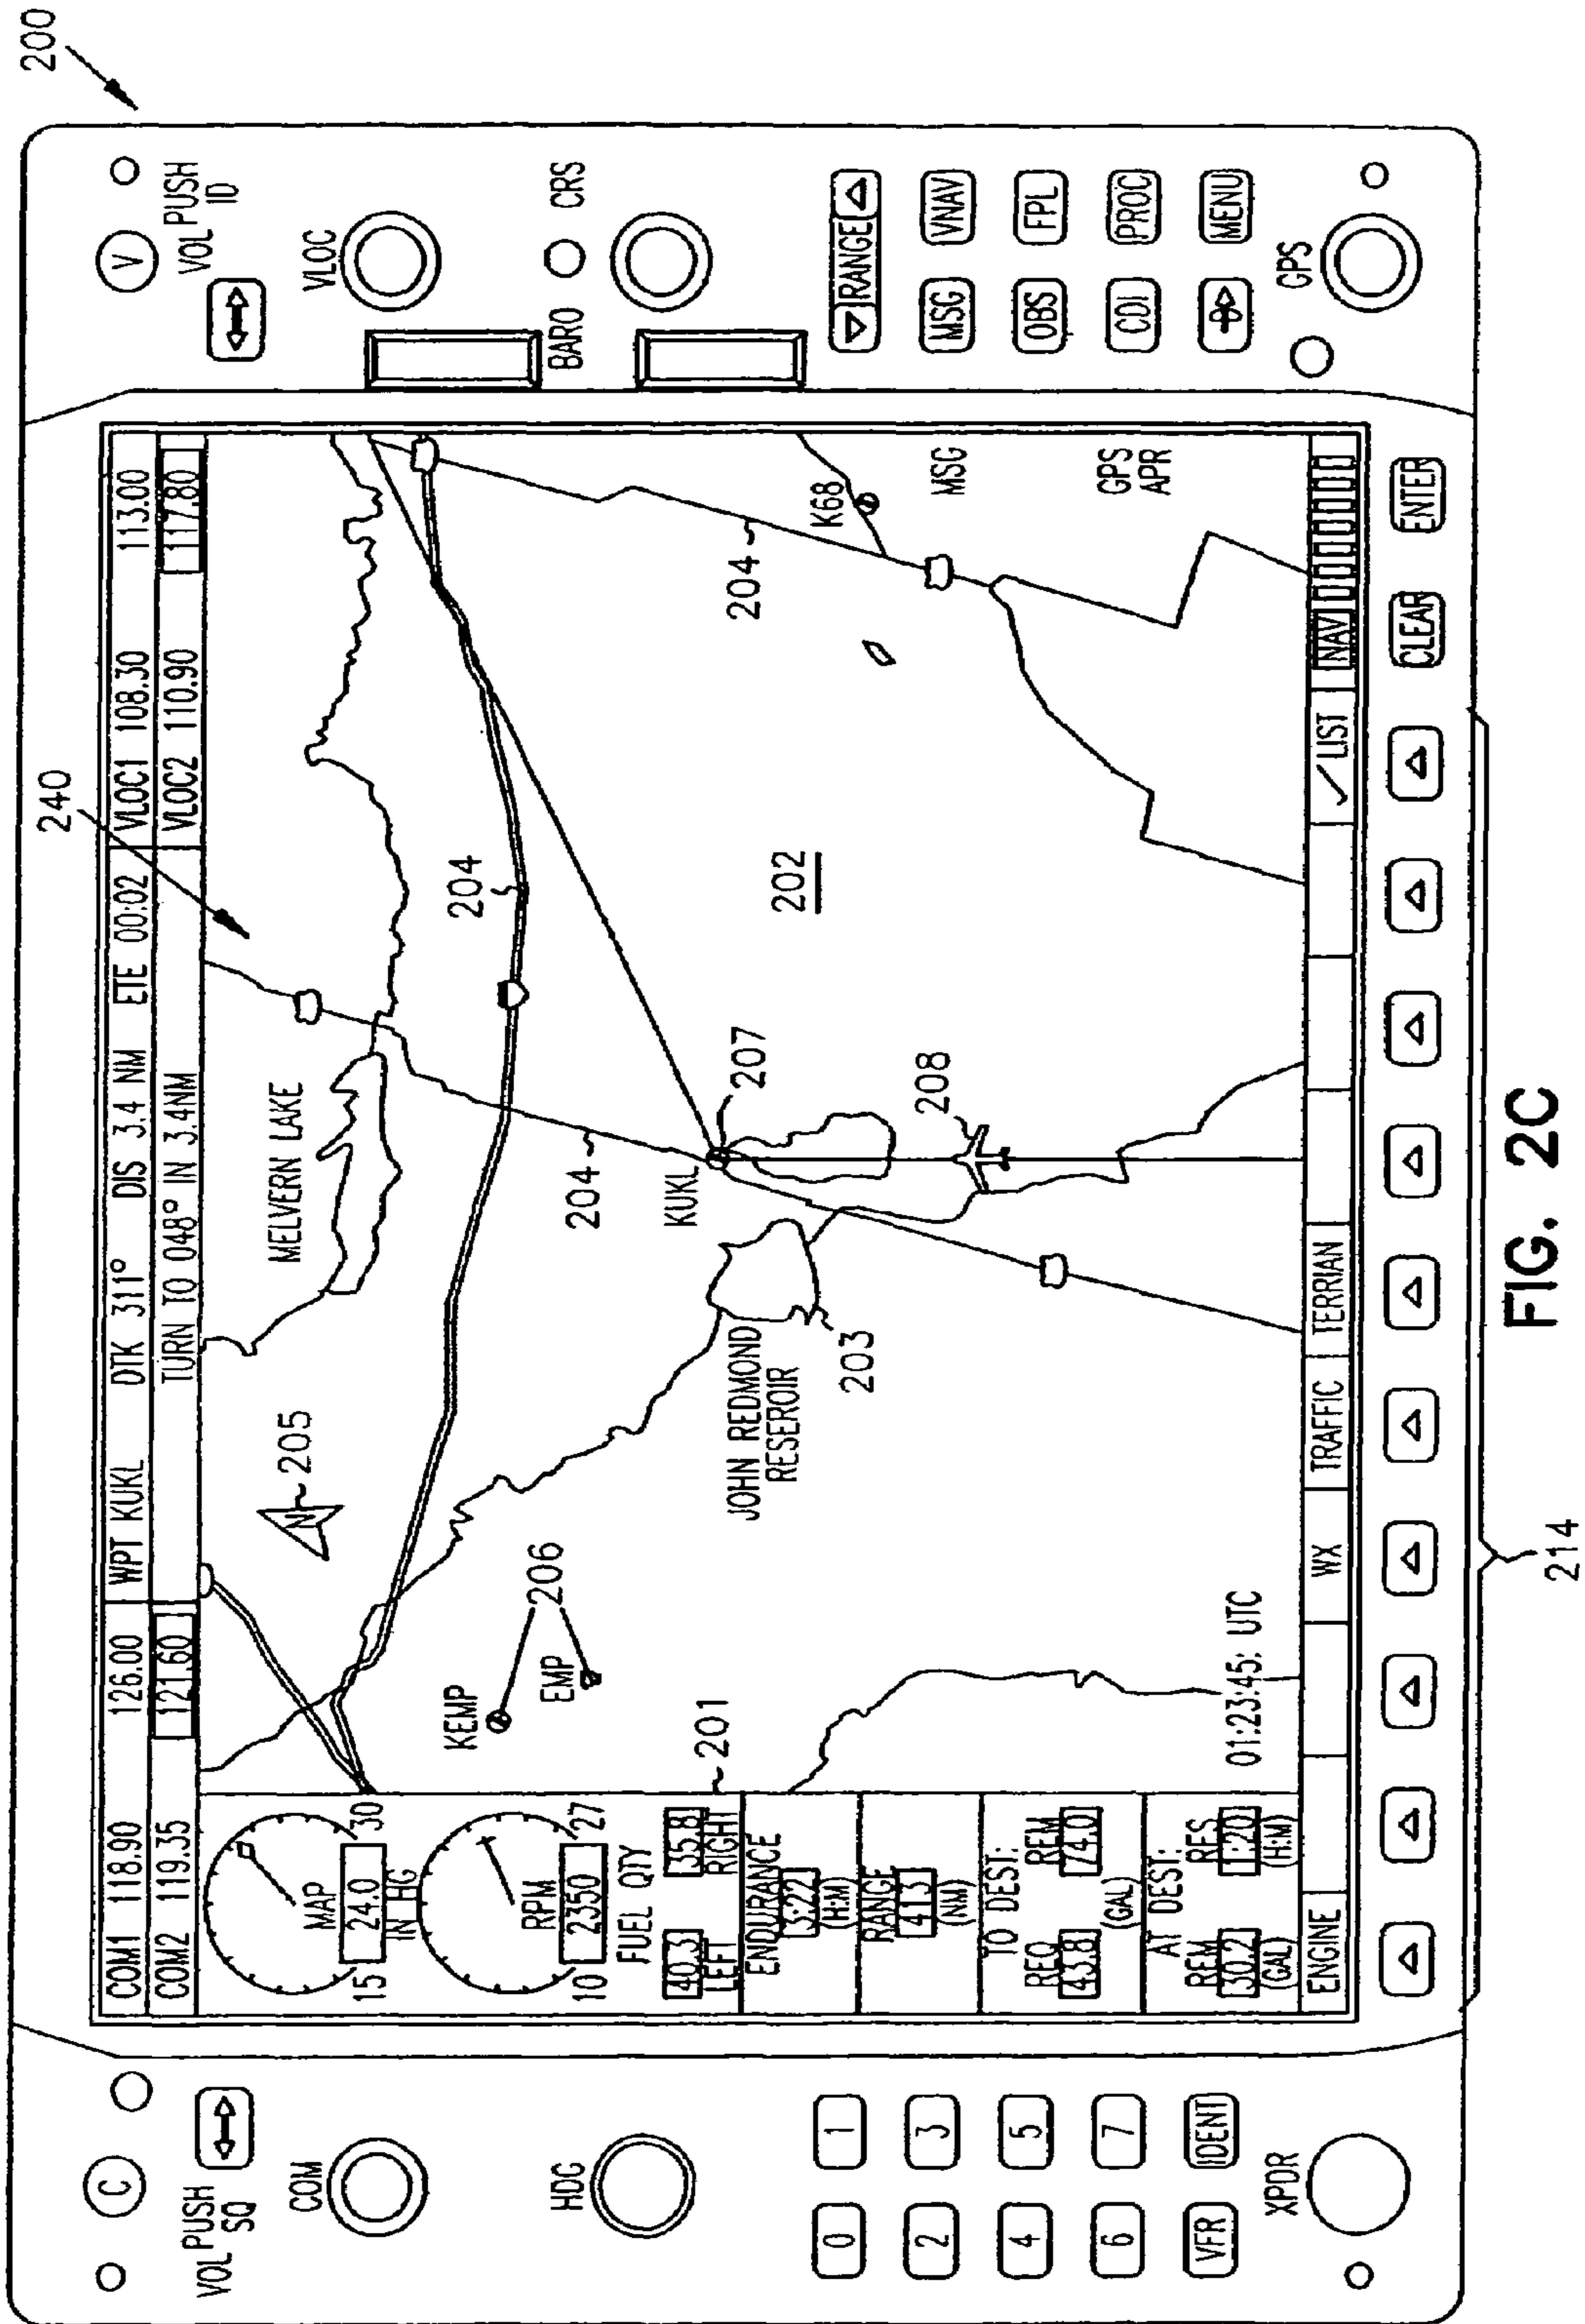 200
240
C
VOL PUSH
SQ
COM
HDG
0 1
2 3
4 5
6 7
VFR IDENT
XPDR
COM1 118.90 126.00 WPT KUKL DTK 311° DIS 3.4 NM ETE 00:02 VLOC1 108.30 113.00
COM2 119.35 121.60 TURN TO 048° IN 3.4NM VLOC2 110.90 117.80
MAP
15 24.0 30
IN HG
RPM
10 2350 27
FUEL QTY
40.3 35.8
LEFT RIGHT
ENDURANCE
3:22
(H:M)
RANGE
413
(NM)
TO DEST:
REQ REM
43.8 74.0
(GAL)
AT DEST:
REM RES
30.2 1:20
(GAL) (H:M)
201
N 205
MELVERN LAKE
204
KEMP
EMP
206
204
KUKL
207
JOHN REDMOND
RESEROIR
203
202
208
204
K68
MSG
GPS
APR
01:23:45: UTC
ENGINE WX TRAFFIC TERRIAN LIST NAV
CLEAR ENTER
214
V
VOL PUSH
ID
VLOC
BARO CRS
RANGE
MSG VNAV
OBS FPL
CDI PROC
D MENU
GPS
FIG. 2C